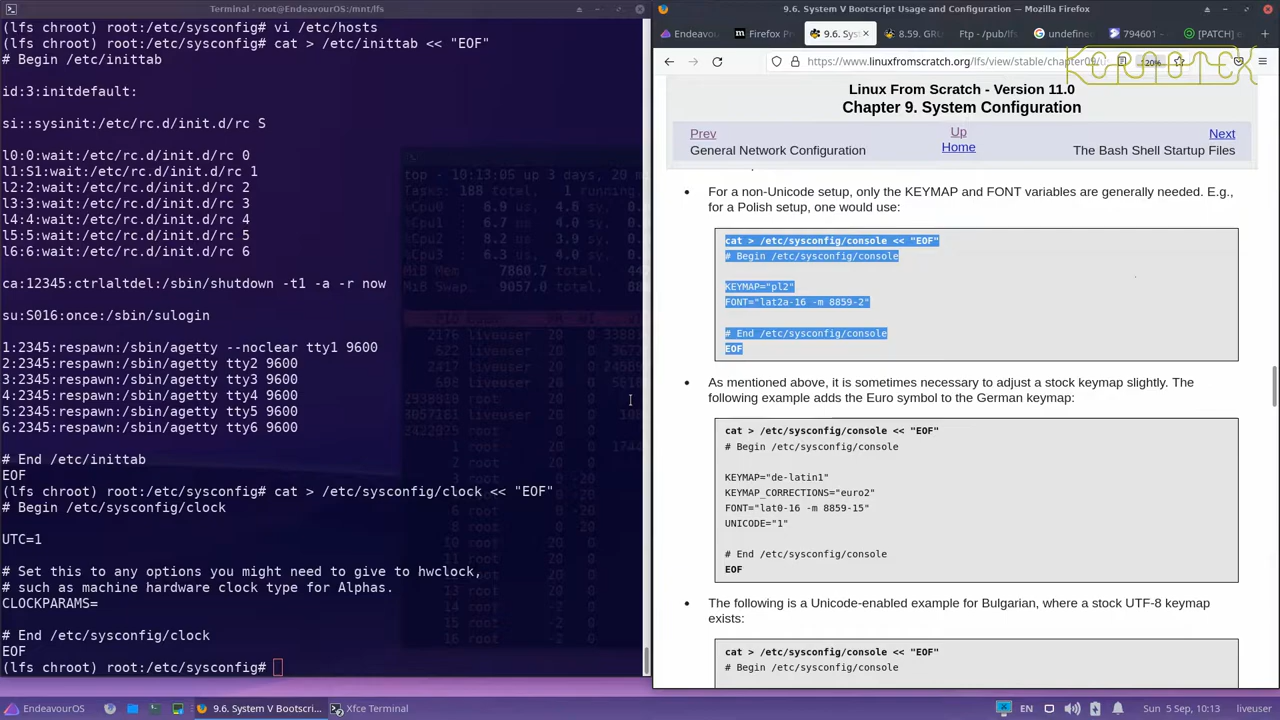 Terminal - liveuser@EndeavourOS:/mnt/lfs
(lfs chroot) root:/etc/sysconfig# vi /etc/hosts
(lfs chroot) root:/etc/sysconfig# cat > /etc/inittab << "EOF"
# Begin /etc/inittab
id:3:initdefault:
si::sysinit:/etc/rc.d/init.d/rc S
l0:0:wait:/etc/rc.d/init.d/rc 0
l1:S1:wait:/etc/rc.d/init.d/rc 1
l2:2:wait:/etc/rc.d/init.d/rc 2
l3:3:wait:/etc/rc.d/init.d/rc 3
l4:4:wait:/etc/rc.d/init.d/rc 4
l5:5:wait:/etc/rc.d/init.d/rc 5
l6:6:wait:/etc/rc.d/init.d/rc 6
ca:12345:ctrlaltdel:/sbin/shutdown -t1 -a -r now
su:S016:once:/sbin/sulogin
1:2345:respawn:/sbin/agetty --noclear tty1 9600
2:2345:respawn:/sbin/agetty tty2 9600
3:2345:respawn:/sbin/agetty tty3 9600
4:2345:respawn:/sbin/agetty tty4 9600
5:2345:respawn:/sbin/agetty tty5 9600
6:2345:respawn:/sbin/agetty tty6 9600
# End /etc/inittab
EOF
(lfs chroot) root:/etc/sysconfig# cat > /etc/sysconfig/clock << "EOF"
# Begin /etc/sysconfig/clock
UTC=1
# Set this to any options you might need to give to hwclock,
# such as machine hardware clock type for Alphas.
CLOCKPARAMS=
# End /etc/sysconfig/clock
EOF
(lfs chroot) root:/etc/sysconfig#
9.6. System V Bootscript Usage and Configuration — Mozilla Firefox
Endeavou
Firefox Pr
9.6. Sys
8.59. GRU
Ftp - pub/lfs
undefined
794601 -
[PATCH] e
https://www.linuxfromscratch.org/lfs/view/stable/chapter09/
120%
Linux From Scratch - Version 11.0
Chapter 9. System Configuration
Prev
Up
Next
General Network Configuration
Home
The Bash Shell Startup Files
For a non-Unicode setup, only the KEYMAP and FONT variables are generally needed. E.g.,
for a Polish setup, one would use:
cat > /etc/sysconfig/console << "EOF"
# Begin /etc/sysconfig/console
KEYMAP="pl2"
FONT="lat2a-16 -m 8859-2"
# End /etc/sysconfig/console
EOF
As mentioned above, it is sometimes necessary to adjust a stock keymap slightly. The
following example adds the Euro symbol to the German keymap:
cat > /etc/sysconfig/console << "EOF"
# Begin /etc/sysconfig/console
KEYMAP="de-latin1"
KEYMAP_CORRECTIONS="euro2"
FONT="lat0-16 -m 8859-15"
UNICODE="1"
# End /etc/sysconfig/console
EOF
The following is a Unicode-enabled example for Bulgarian, where a stock UTF-8 keymap
exists:
cat > /etc/sysconfig/console << "EOF"
# Begin /etc/sysconfig/console
EndeavourOS
9.6. System V Bootscri...
Xfce Terminal
EN
Sun 5 Sep, 10:13
liveuser